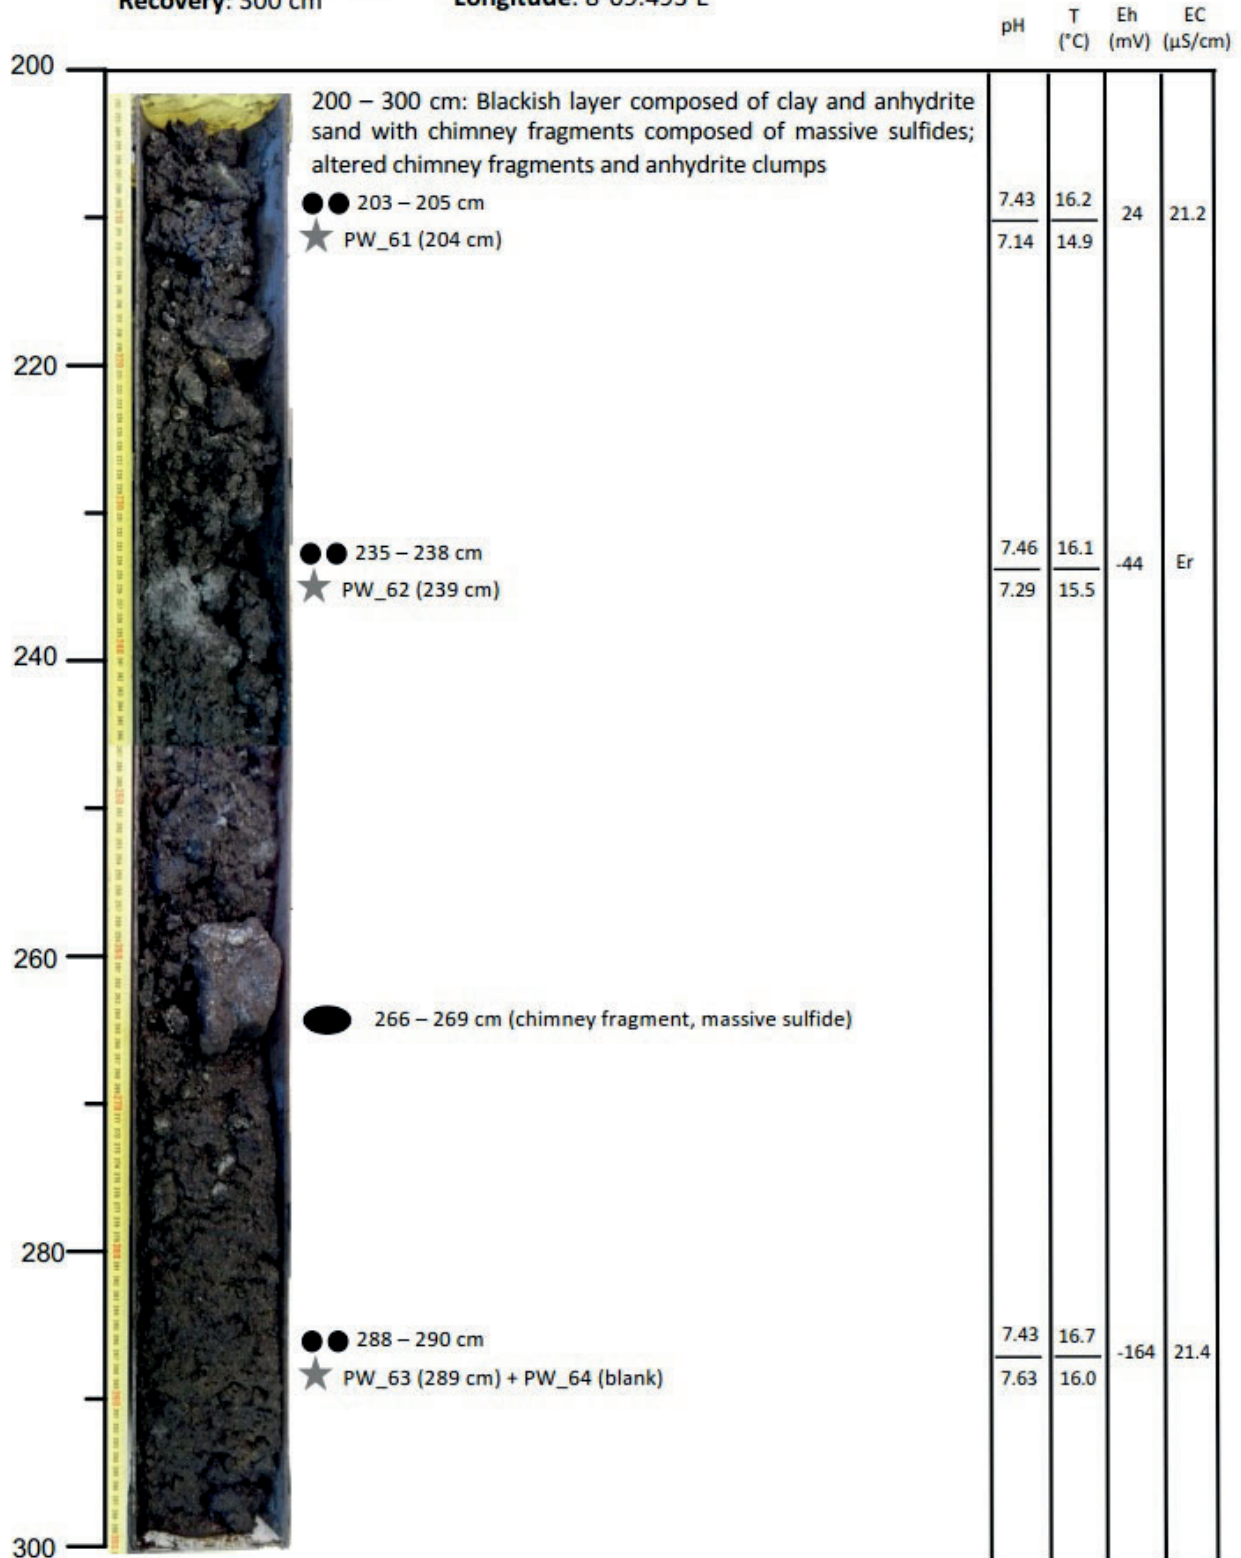 Recovery: 300 cm Longitude: 8°09.495'E
pH T Eh EC
(°C) (mV) (µS/cm)
200
200 – 300 cm: Blackish layer composed of clay and anhydrite
sand with chimney fragments composed of massive sulfides;
altered chimney fragments and anhydrite clumps
203 – 205 cm 7.43 16.2
24 21.2
PW_61 (204 cm) 7.14 14.9
220
235 – 238 cm 7.46 16.1
-44 Er
PW_62 (239 cm) 7.29 15.5
240
260
266 – 269 cm (chimney fragment, massive sulfide)
280
288 – 290 cm 7.43 16.7
-164 21.4
PW_63 (289 cm) + PW_64 (blank) 7.63 16.0
300